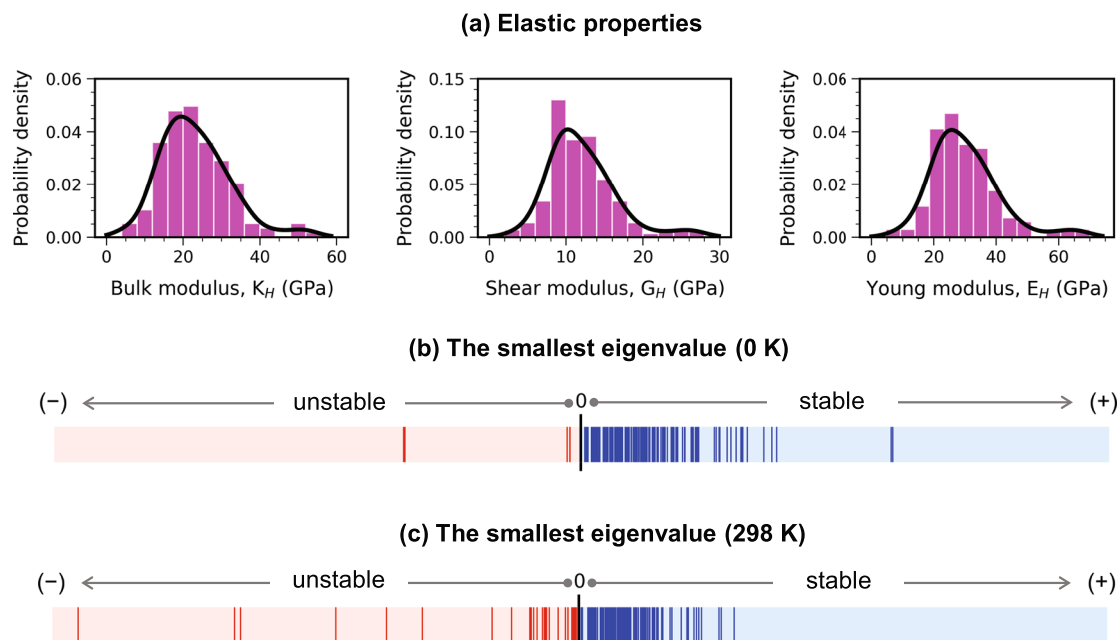 (a) Elastic properties
Probability density
0.06
0.04
0.02
0.00
0 20 40 60
Bulk modulus, K_H (GPa)
Probability density
0.15
0.10
0.05
0.00
0 10 20 30
Shear modulus, G_H (GPa)
Probability density
0.06
0.04
0.02
0.00
0 20 40 60
Young modulus, E_H (GPa)
(b) The smallest eigenvalue (0 K)
(−) unstable 0 stable (+)
(c) The smallest eigenvalue (298 K)
(−) unstable 0 stable (+)